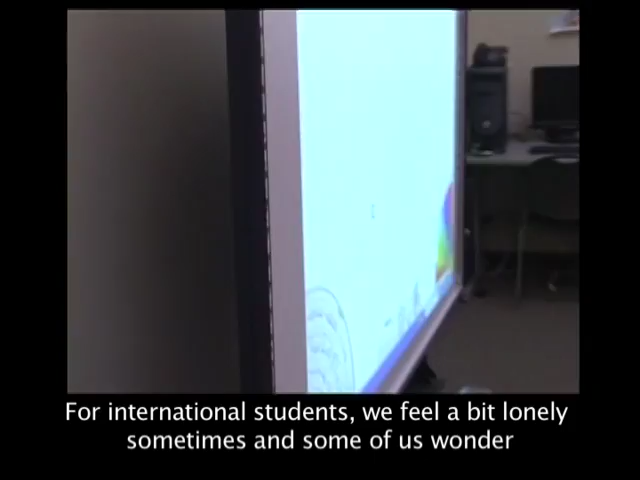 For international students, we feel a bit lonely
sometimes and some of us wonder